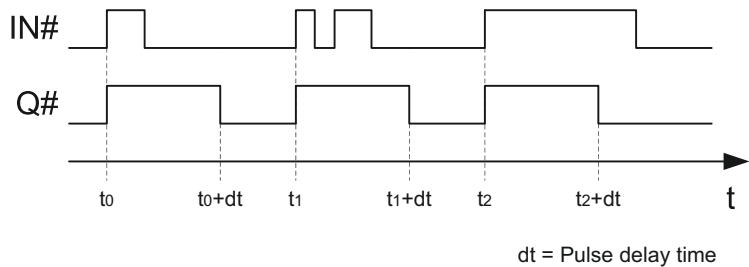 IN#
Q#
t0 t0+dt t1 t1+dt t2 t2+dt t
dt = Pulse delay time